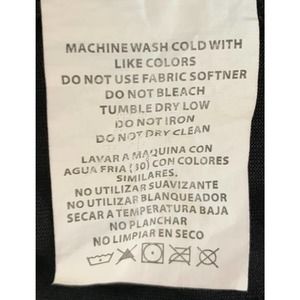 MACHINE WASH COLD WITH
LIKE COLORS
DO NOT USE FABRIC SOFTNER
DO NOT BLEACH
TUMBLE DRY LOW
DO NOT IRON
DO NOT DRY CLEAN
LAVAR A MAQUINA CON
AGUA FRIA (30) CON COLORES
SIMILARES.
NO UTILIZAR SUAVIZANTE
NO UTILIZAR BLANQUEADOR
SECAR A TEMPERATURA BAJA
NO PLANCHAR
NO LIMPIAR EN SECO